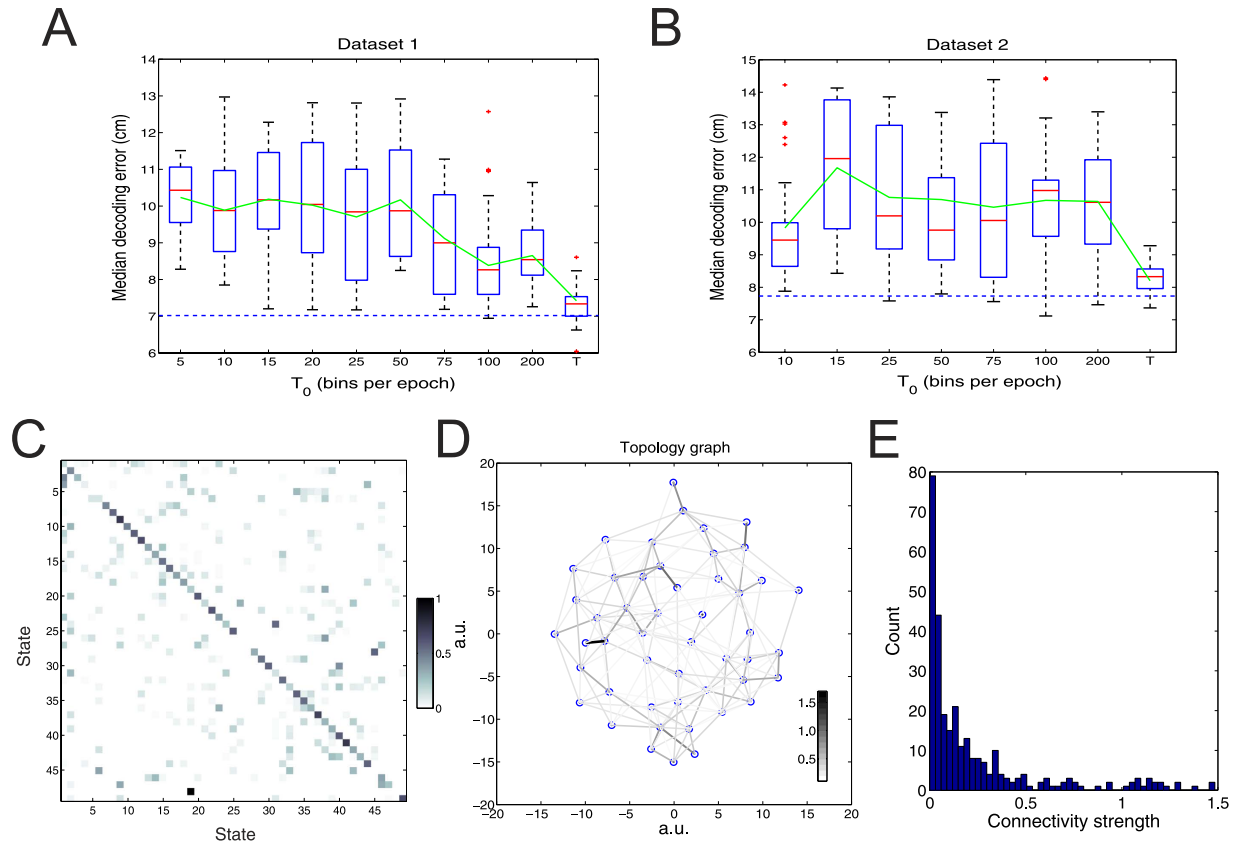 A
Dataset 1
Median decoding error (cm)
14
13
12
11
10
9
8
7
6
5 10 15 20 25 50 75 100 200 T
T0 (bins per epoch)
B
Dataset 2
Median decoding error (cm)
15
14
13
12
11
10
9
8
7
6
10 15 25 50 75 100 200 T
T0 (bins per epoch)
C
State
5
10
15
20
25
30
35
40
45
5 10 15 20 25 30 35 40 45
State
1
0.5
0
a.u.
D
Topology graph
a.u.
20
15
10
5
0
−5
−10
−15
−20
−20 −15 −10 −5 0 5 10 15 20
a.u.
1.5
1
0.5
E
Count
80
70
60
50
40
30
20
10
0
0 0.5 1 1.5
Connectivity strength